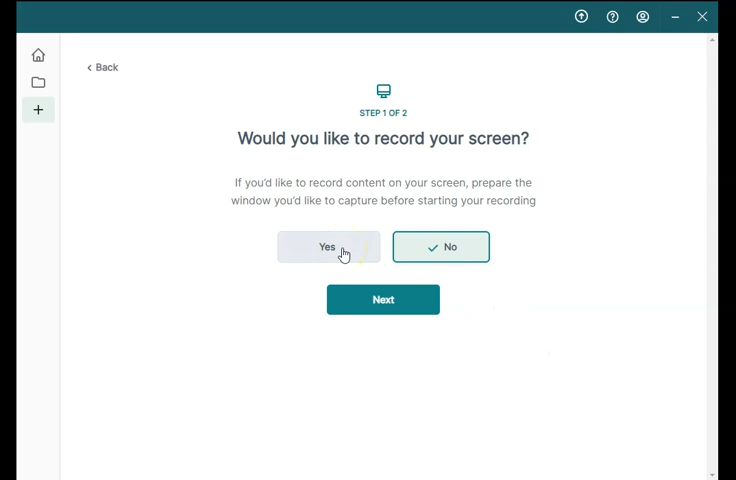 Back
STEP 1 OF 2
Would you like to record your screen?
If you'd like to record content on your screen, prepare the
window you'd like to capture before starting your recording
Yes
No
Next